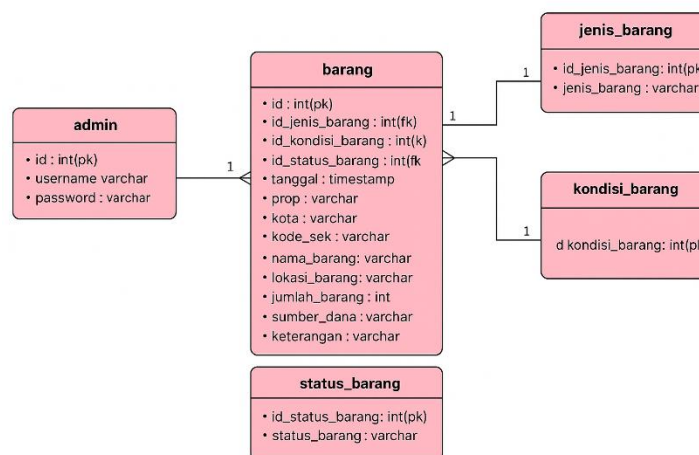 admin
• id : int(pk)
• username varchar
• password : varchar
1
barang
• id : int(pk)
• id_jenis_barang : int(fk)
• id_kondisi_barang : int(k)
• id_status_barang : int(fk
• tanggal : timestamp
• prop : varchar
• kota : varchar
• kode_sek : varchar
• nama_barang: varchar
• lokasi_barang: varchar
• jumlah_barang : int
• sumber_dana : varchar
• keterangan : varchar
1
1
jenis_barang
• id_jenis_barang: int(pk
• jenis_barang : varchar
1
kondisi_barang
d kondisi_barang: int(p
status_barang
• id_status_barang: int(pk)
• status_barang : varchar